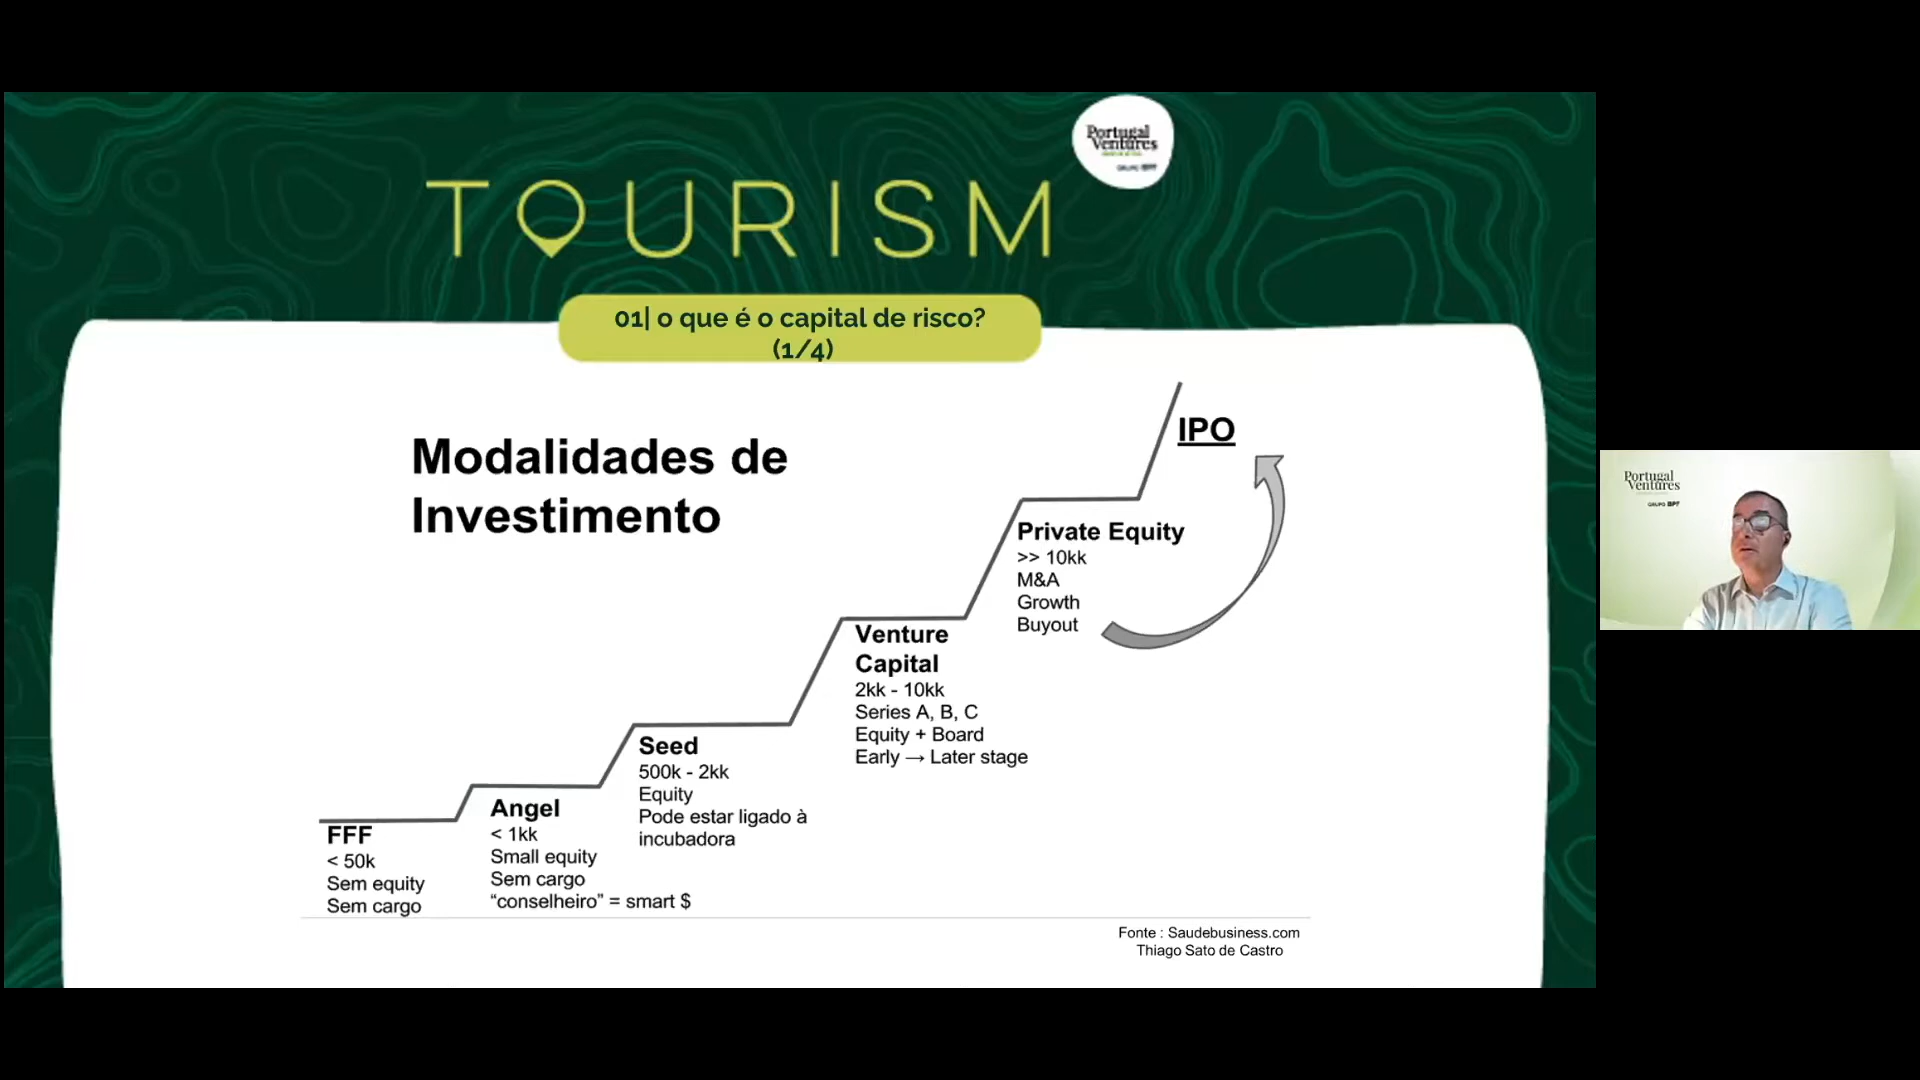 Portugal
Ventures
GRUPO BPF
TOURISM
01| o que é o capital de risco?
(1/4)
Modalidades de
Investimento
IPO
Private Equity
>> 10kk
M&A
Growth
Buyout
Venture
Capital
2kk - 10kk
Series A, B, C
Equity + Board
Early → Later stage
Seed
500k - 2kk
Equity
Pode estar ligado à
incubadora
Angel
< 1kk
Small equity
Sem cargo
“conselheiro” = smart $
FFF
< 50k
Sem equity
Sem cargo
Fonte : Saudebusiness.com
Thiago Sato de Castro
Portugal
Ventures
GRUPO BPF